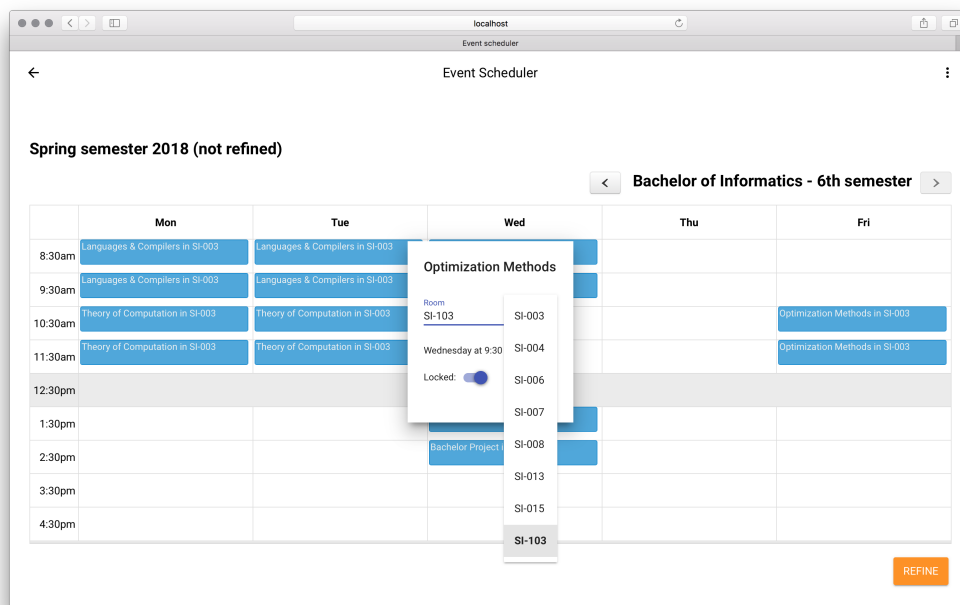 localhost
Event scheduler
Event Scheduler
Spring semester 2018 (not refined)
Bachelor of Informatics - 6th semester
Mon Tue Wed Thu Fri
8:30am Languages & Compilers in SI-003 Languages & Compilers in SI-003
9:30am Languages & Compilers in SI-003 Languages & Compilers in SI-003
10:30am Theory of Computation in SI-003 Theory of Computation in SI-003 Optimization Methods in SI-003
11:30am Theory of Computation in SI-003 Theory of Computation in SI-003 Optimization Methods in SI-003
12:30pm
1:30pm
2:30pm Bachelor Project
3:30pm
4:30pm
Optimization Methods
Room
SI-103
Wednesday at 9:30
Locked:
SI-003
SI-004
SI-006
SI-007
SI-008
SI-013
SI-015
SI-103
REFINE